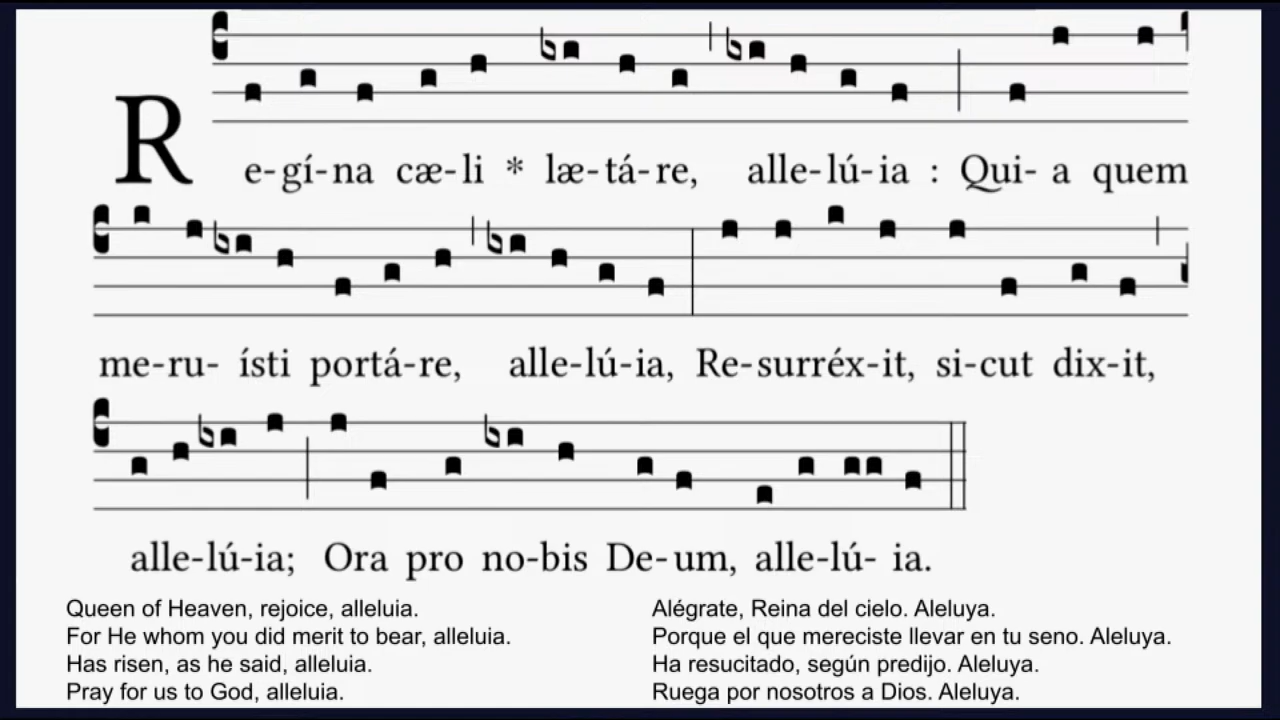 Re-gí-na cæ-li * læ-tá-re, alle-lú-ia : Qui- a quem
me-ru- ísti portá-re, alle-lú-ia, Re-surréx-it, si-cut dix-it,
alle-lú-ia; Ora pro no-bis De-um, alle-lú- ia.
Queen of Heaven, rejoice, alleluia.
For He whom you did merit to bear, alleluia.
Has risen, as he said, alleluia.
Pray for us to God, alleluia.
Alégrate, Reina del cielo. Aleluya.
Porque el que mereciste llevar en tu seno. Aleluya.
Ha resucitado, según predijo. Aleluya.
Ruega por nosotros a Dios. Aleluya.